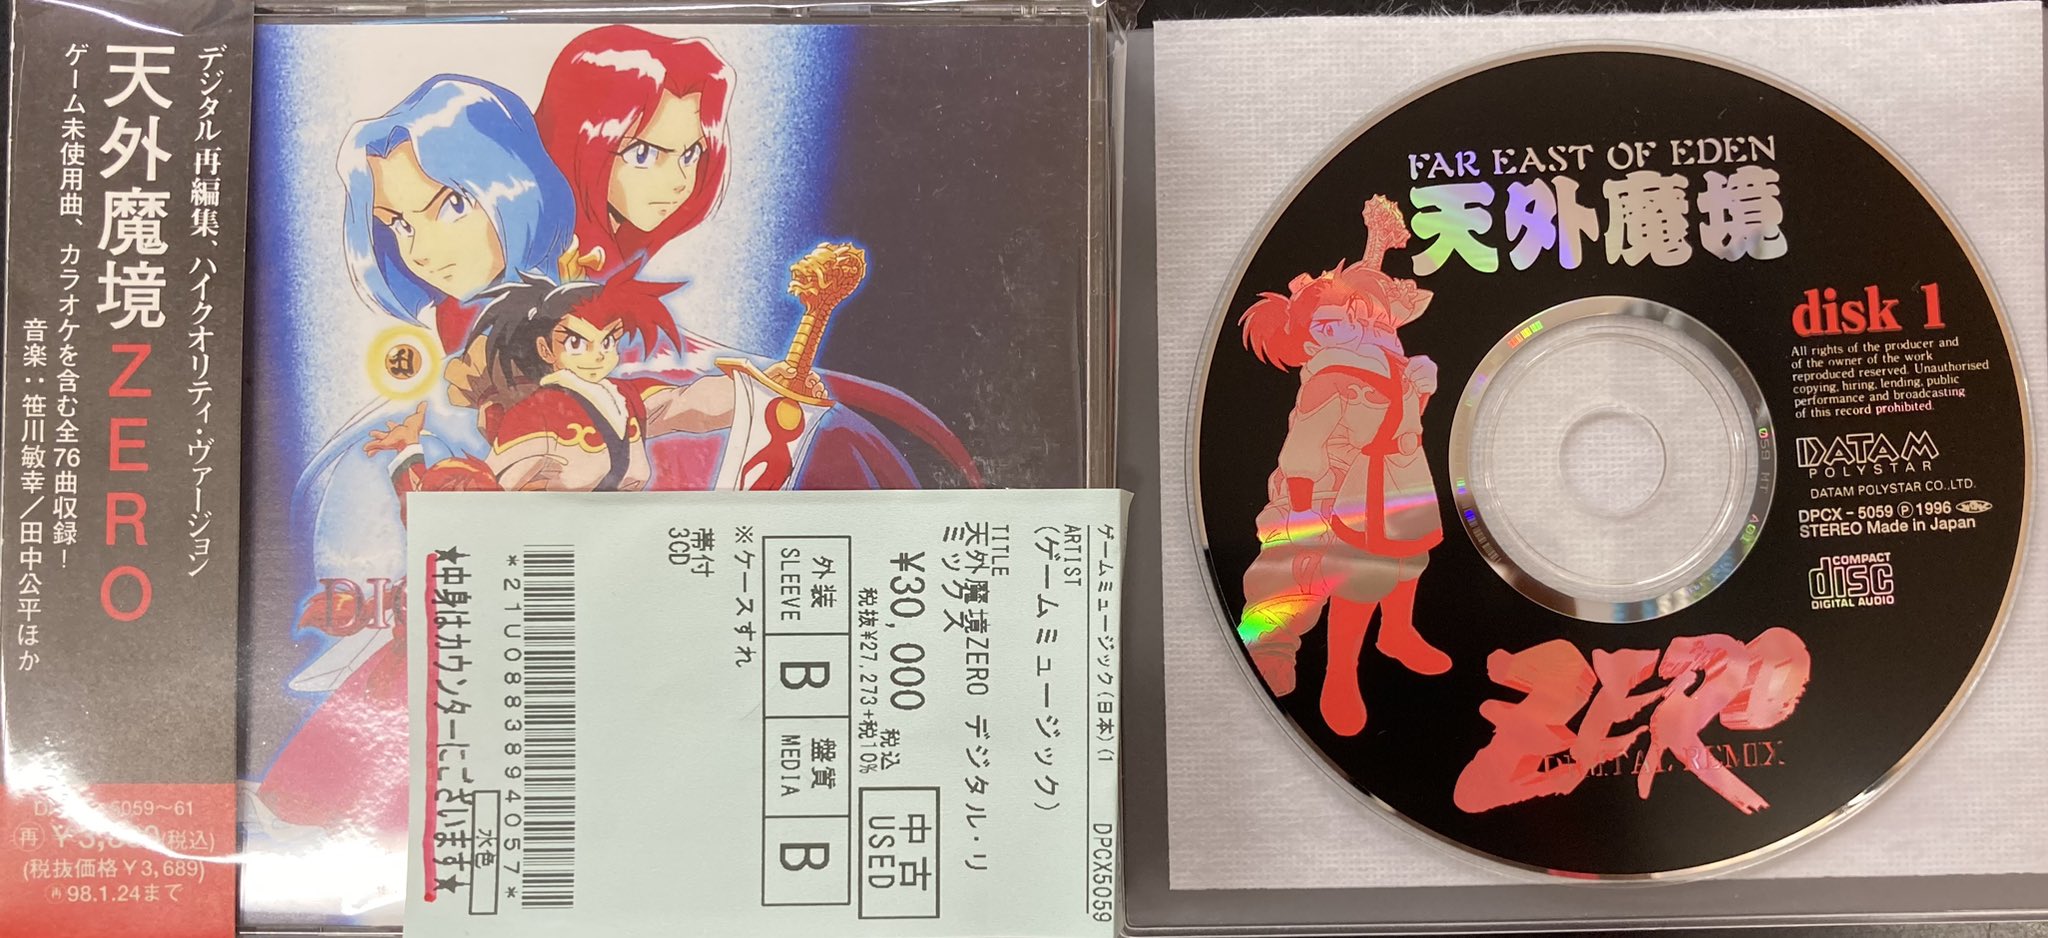 デジタル再編集、ハイクオリティ・ヴァージョン
天外魔境ZERO
ゲーム未使用曲、カラオケを含む全76曲収録!
音楽:笹川敏幸/田中公平ほか
5059〜61
(税込)
(税抜価格¥3,689)
再98.1.24まで
乱
ゲームミュージック(日本)(1 DPCX5059
ARTIST
(ゲームミュージック)
TITLE
天外魔境ZERO デジタル・リ
ミックス
¥30,000 税込
税抜¥27,273+税10%
中古
USED
外装
SLEEVE
B
盤質
MEDIA
B
※ケースすれ
帯付
3CD
*21U0883894057*
水色
★中身はカウンターにございます★
FAR EAST OF EDEN
天外魔境
disk 1
All rights of the producer and
of the owner of the work
reproduced reserved. Unauthorised
copying, hiring, lending, public
performance and broadcasting
of this record prohibited.
DATAM
POLYSTAR
DATAM POLYSTAR CO.,LTD.
DPCX-5059 Ⓟ1996
STEREO Made in Japan
COMPACT
disc
DIGITAL AUDIO
ZERO
DIGITAL REMIX